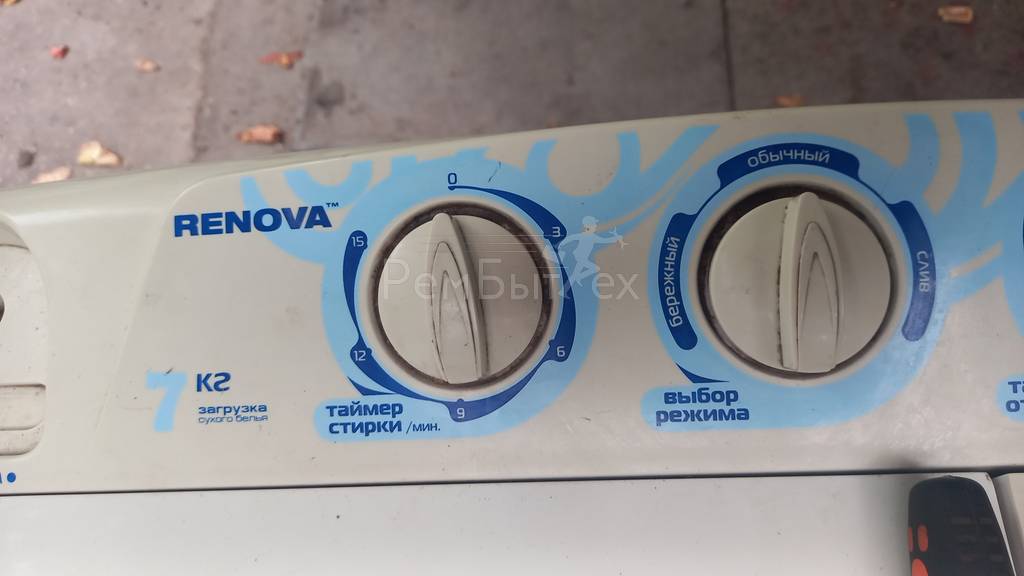 RENOVA™
7 кг
загрузка
сухого белья
0
3
6
9
12
15
таймер
стирки /мин.
бережный
обычный
слив
выбор
режима
РемБытТех